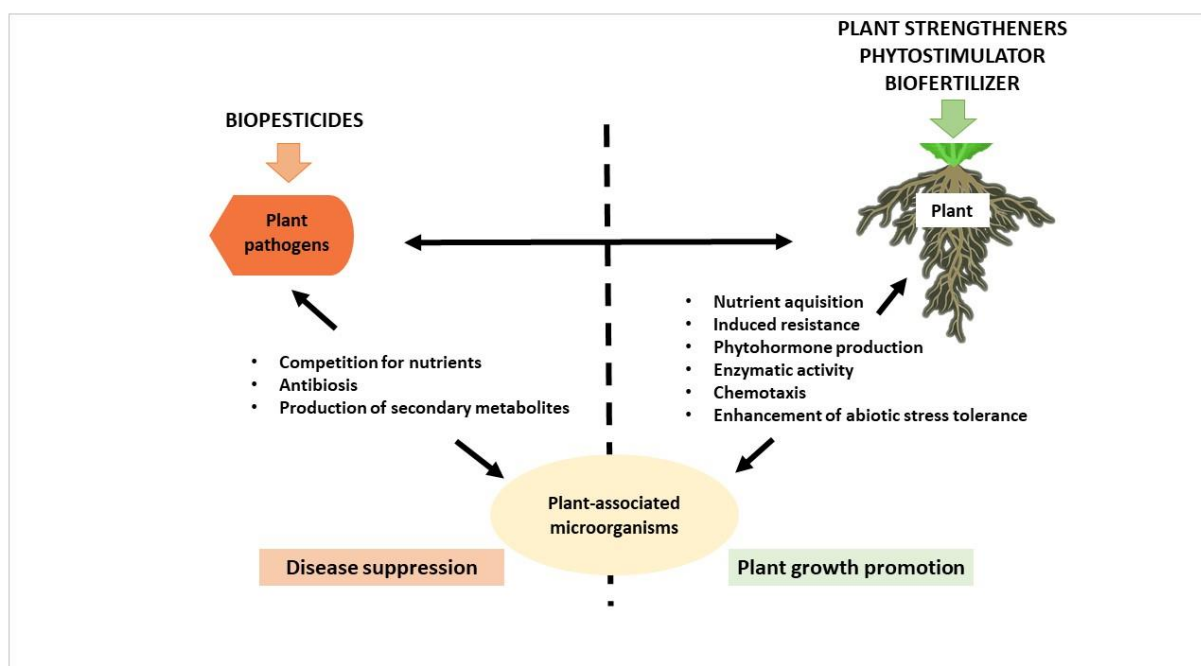 PLANT STRENGTHENERS
PHYTOSTIMULATOR
BIOFERTILIZER
BIOPESTICIDES
Plant
pathogens
Plant
• Nutrient aquisition
• Induced resistance
• Phytohormone production
• Enzymatic activity
• Chemotaxis
• Enhancement of abiotic stress tolerance
• Competition for nutrients
• Antibiosis
• Production of secondary metabolites
Plant-associated
microorganisms
Disease suppression
Plant growth promotion